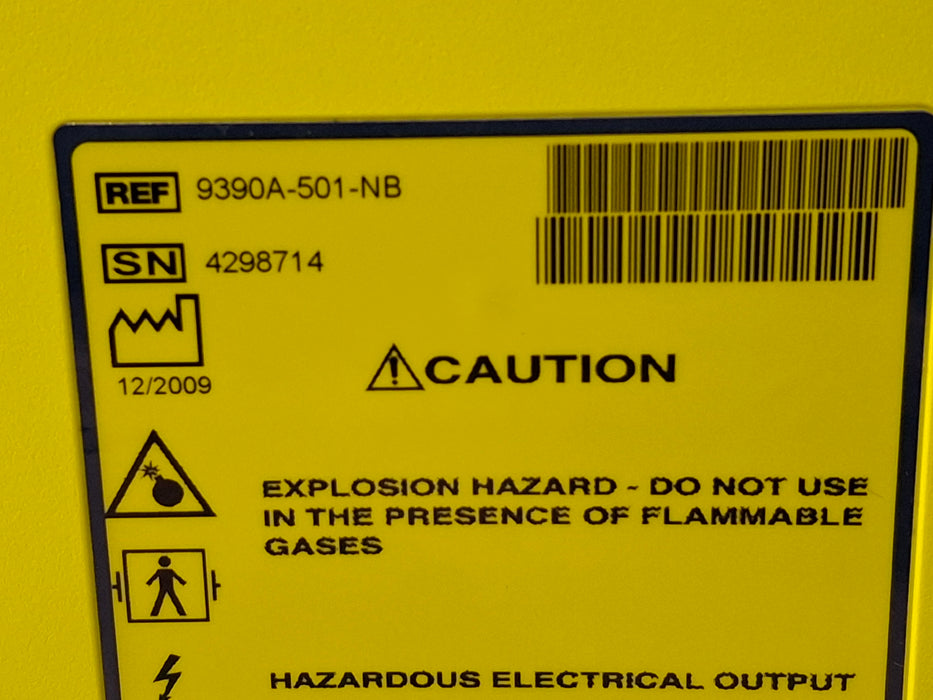 REF 9390A-501-NB
SN 4298714
12/2009
CAUTION
EXPLOSION HAZARD - DO NOT USE
IN THE PRESENCE OF FLAMMABLE
GASES
HAZARDOUS ELECTRICAL OUTPUT